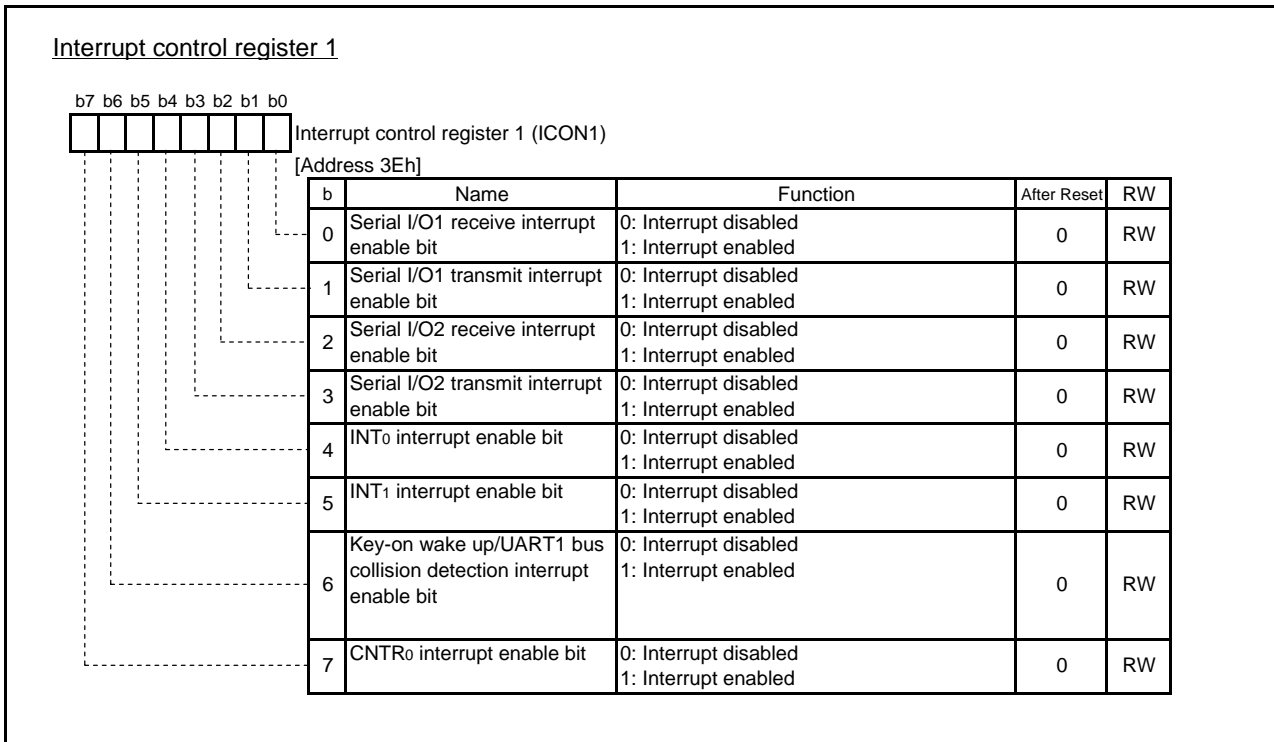 Interrupt control register 1
b7 b6 b5 b4 b3 b2 b1 b0
Interrupt control register 1 (ICON1)
[Address 3Eh]
b Name Function After Reset RW
0 Serial I/O1 receive interrupt enable bit 0: Interrupt disabled 1: Interrupt enabled 0 RW
1 Serial I/O1 transmit interrupt enable bit 0: Interrupt disabled 1: Interrupt enabled 0 RW
2 Serial I/O2 receive interrupt enable bit 0: Interrupt disabled 1: Interrupt enabled 0 RW
3 Serial I/O2 transmit interrupt enable bit 0: Interrupt disabled 1: Interrupt enabled 0 RW
4 INT0 interrupt enable bit 0: Interrupt disabled 1: Interrupt enabled 0 RW
5 INT1 interrupt enable bit 0: Interrupt disabled 1: Interrupt enabled 0 RW
6 Key-on wake up/UART1 bus collision detection interrupt enable bit 0: Interrupt disabled 1: Interrupt enabled 0 RW
7 CNTR0 interrupt enable bit 0: Interrupt disabled 1: Interrupt enabled 0 RW